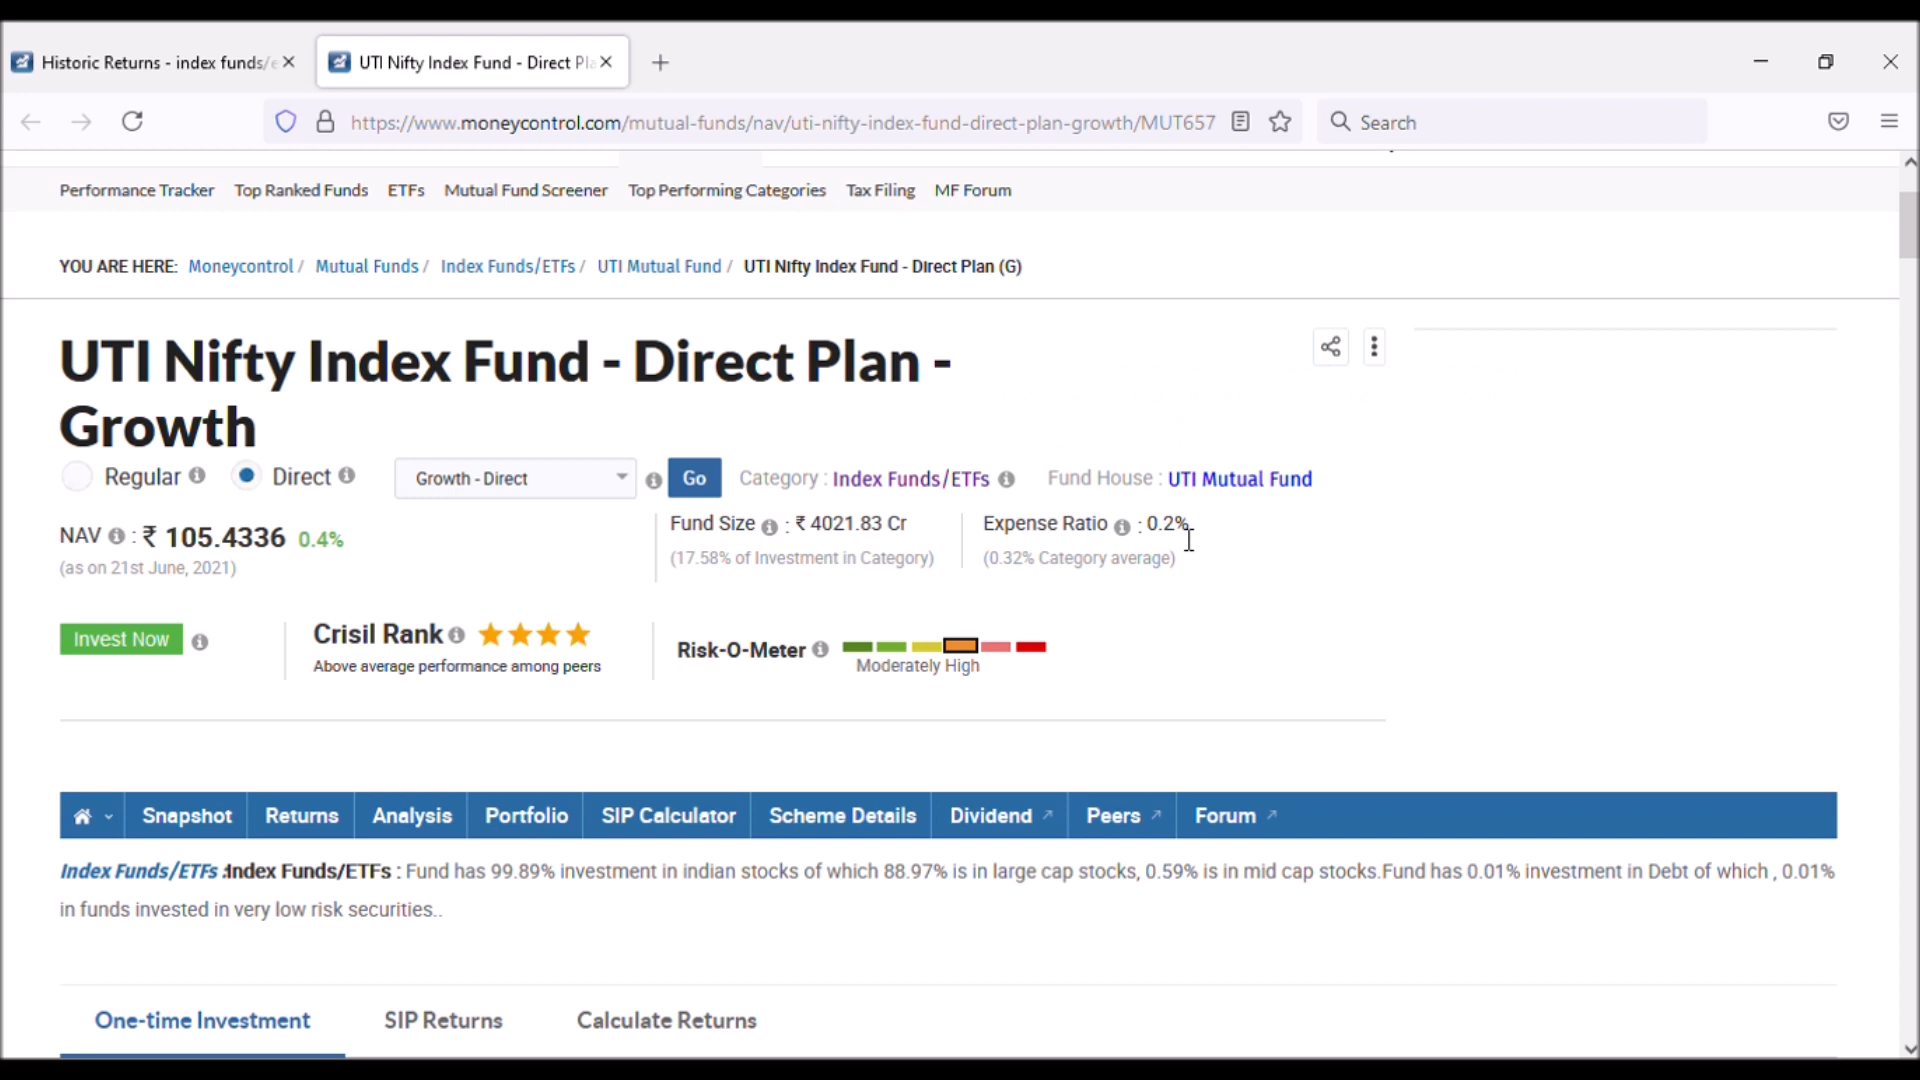 Historic Returns - index funds/e
UTI Nifty Index Fund - Direct Pla
https://www.moneycontrol.com/mutual-funds/nav/uti-nifty-index-fund-direct-plan-growth/MUT657
Search
Performance Tracker Top Ranked Funds ETFs Mutual Fund Screener Top Performing Categories Tax Filing MF Forum
YOU ARE HERE: Moneycontrol / Mutual Funds / Index Funds/ETFs / UTI Mutual Fund / UTI Nifty Index Fund - Direct Plan (G)
UTI Nifty Index Fund - Direct Plan -
Growth
Regular Direct Growth - Direct Go Category : Index Funds/ETFs Fund House : UTI Mutual Fund
NAV : ₹ 105.4336 0.4%
(as on 21st June, 2021)
Fund Size : ₹ 4021.83 Cr
(17.58% of Investment in Category)
Expense Ratio : 0.2%
(0.32% Category average)
Invest Now
Crisil Rank
Above average performance among peers
Risk-O-Meter
Moderately High
Snapshot Returns Analysis Portfolio SIP Calculator Scheme Details Dividend Peers Forum
Index Funds/ETFs :Index Funds/ETFs : Fund has 99.89% investment in indian stocks of which 88.97% is in large cap stocks, 0.59% is in mid cap stocks.Fund has 0.01% investment in Debt of which , 0.01%
in funds invested in very low risk securities..
One-time Investment SIP Returns Calculate Returns